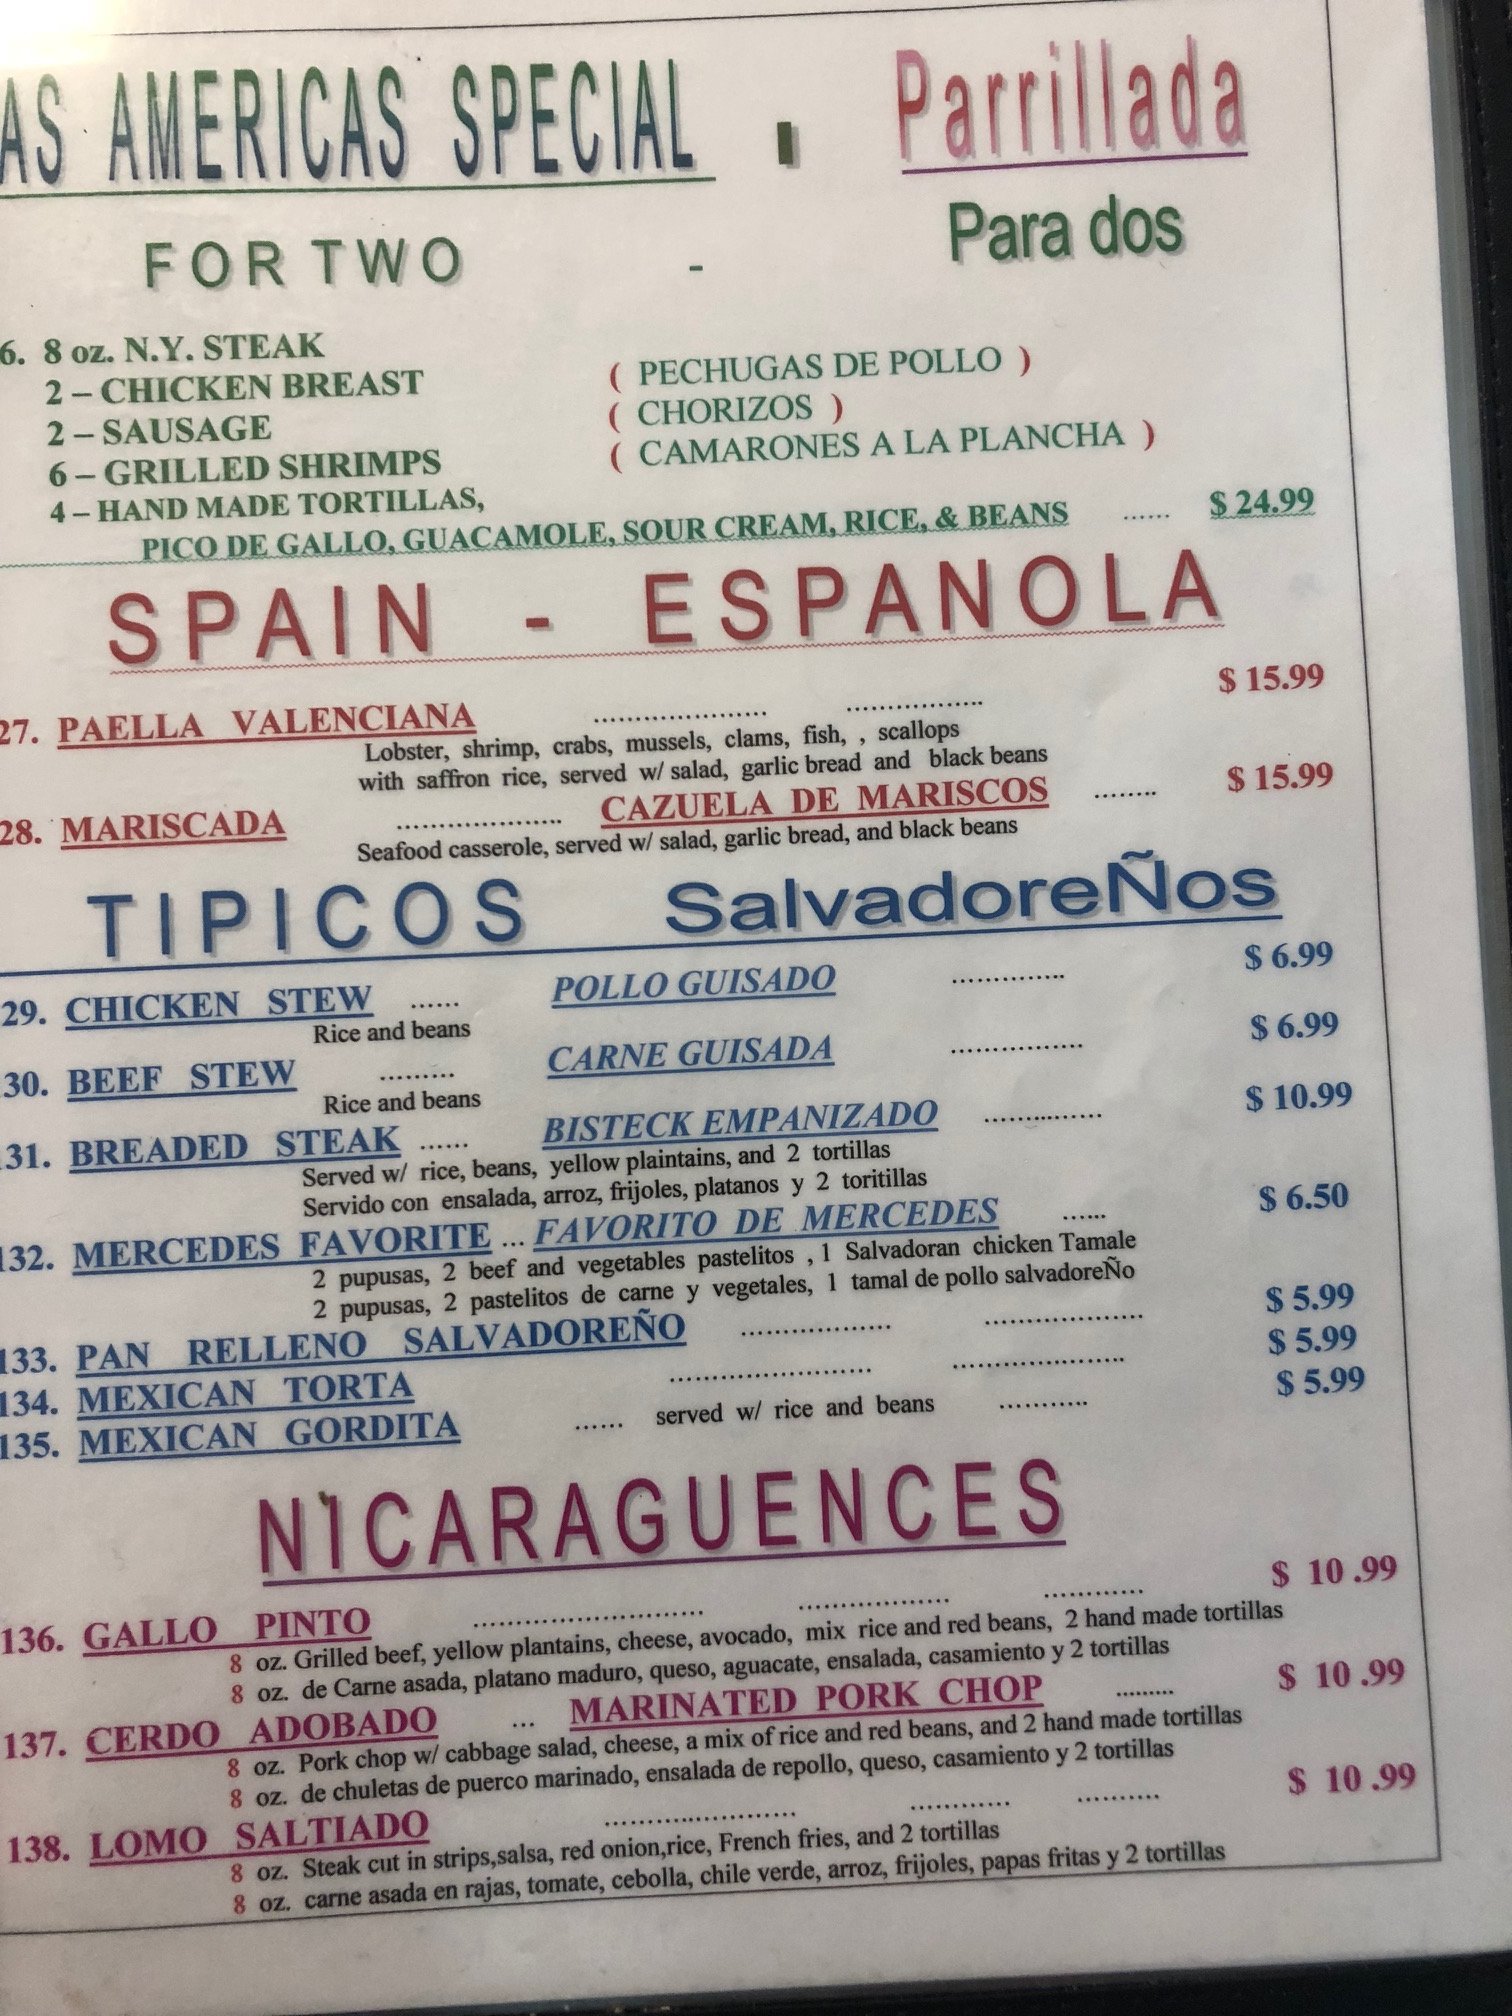 AS AMERICAS SPECIAL Parrillada
FOR TWO - Para dos
6. 8 oz. N.Y. STEAK
2 – CHICKEN BREAST ( PECHUGAS DE POLLO )
2 – SAUSAGE ( CHORIZOS )
6 – GRILLED SHRIMPS ( CAMARONES A LA PLANCHA )
4 – HAND MADE TORTILLAS,
PICO DE GALLO, GUACAMOLE, SOUR CREAM, RICE, & BEANS ...... $ 24.99
SPAIN - ESPANOLA
27. PAELLA VALENCIANA ..................... ................. $ 15.99
Lobster, shrimp, crabs, mussels, clams, fish, , scallops
with saffron rice, served w/ salad, garlic bread and black beans
28. MARISCADA .................... CAZUELA DE MARISCOS ........ $ 15.99
Seafood casserole, served w/ salad, garlic bread, and black beans
TIPICOS SalvadoreÑos
29. CHICKEN STEW ...... POLLO GUISADO .............. $ 6.99
Rice and beans
30. BEEF STEW ......... CARNE GUISADA ................ $ 6.99
Rice and beans
31. BREADED STEAK ...... BISTECK EMPANIZADO .............. $ 10.99
Served w/ rice, beans, yellow plaintains, and 2 tortillas
Servido con ensalada, arroz, frijoles, platanos y 2 toritillas
132. MERCEDES FAVORITE ... FAVORITO DE MERCEDES ...... $ 6.50
2 pupusas, 2 beef and vegetables pastelitos , 1 Salvadoran chicken Tamale
2 pupusas, 2 pastelitos de carne y vegetales, 1 tamal de pollo salvadoreÑo
133. PAN RELLENO SALVADOREÑO .................. ................... $ 5.99
134. MEXICAN TORTA ........................ ..................... $ 5.99
135. MEXICAN GORDITA ...... served w/ rice and beans ........... $ 5.99
NICARAGUENCES
136. GALLO PINTO ............................ .................. ............ $ 10 .99
8 oz. Grilled beef, yellow plantains, cheese, avocado, mix rice and red beans, 2 hand made tortillas
8 oz. de Carne asada, platano maduro, queso, aguacate, ensalada, casamiento y 2 tortillas
137. CERDO ADOBADO ... MARINATED PORK CHOP ......... $ 10 .99
8 oz. Pork chop w/ cabbage salad, cheese, a mix of rice and red beans, and 2 hand made tortillas
8 oz. de chuletas de puerco marinado, ensalada de repollo, queso, casamiento y 2 tortillas
138. LOMO SALTIADO ....................... ............ .......... $ 10 .99
8 oz. Steak cut in strips,salsa, red onion,rice, French fries, and 2 tortillas
8 oz. carne asada en rajas, tomate, cebolla, chile verde, arroz, frijoles, papas fritas y 2 tortillas